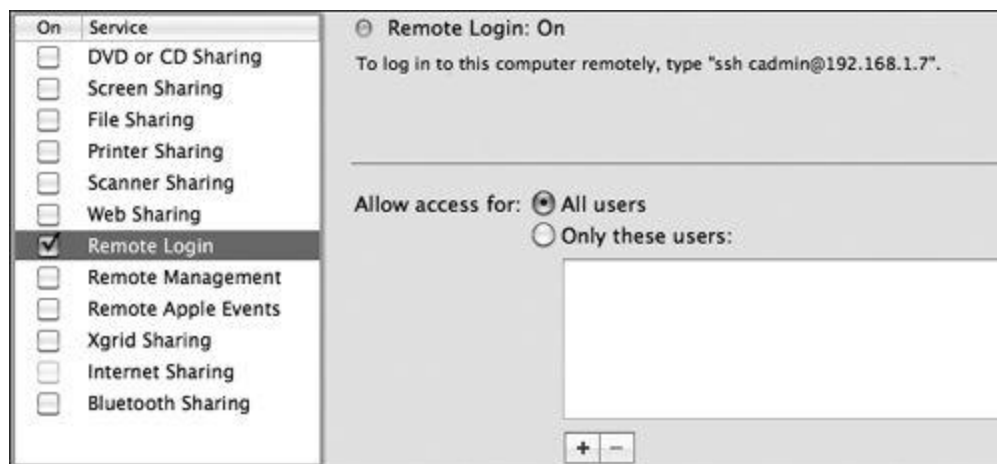 On Service
DVD or CD Sharing
Screen Sharing
File Sharing
Printer Sharing
Scanner Sharing
Web Sharing
Remote Login
Remote Management
Remote Apple Events
Xgrid Sharing
Internet Sharing
Bluetooth Sharing
Remote Login: On
To log in to this computer remotely, type "ssh cadmin@192.168.1.7".
Allow access for: All users
Only these users:
+ −